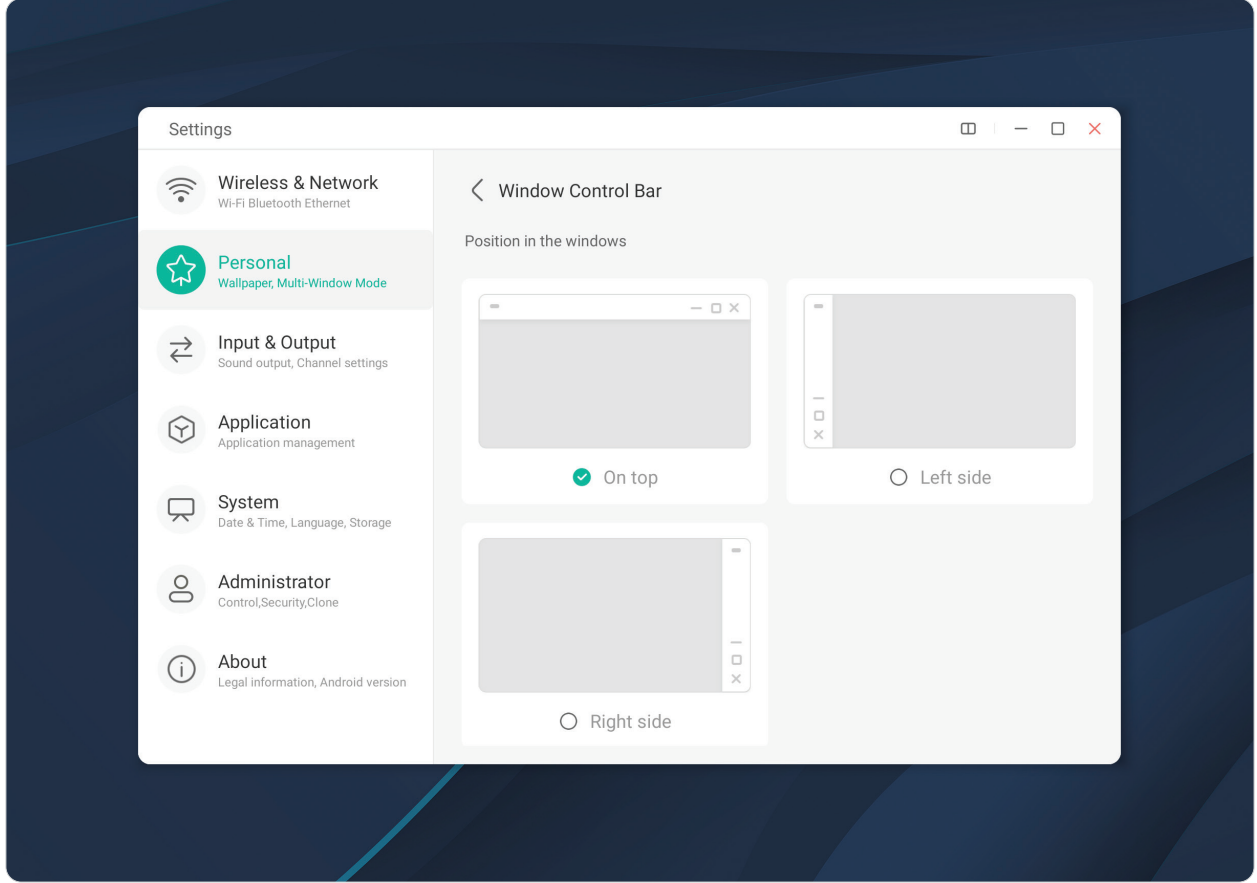 Settings
Wireless & Network
Wi-Fi Bluetooth Ethernet
Personal
Wallpaper, Multi-Window Mode
Input & Output
Sound output, Channel settings
Application
Application management
System
Date & Time, Language, Storage
Administrator
Control,Security,Clone
About
Legal information, Android version
Window Control Bar
Position in the windows
On top
Left side
Right side